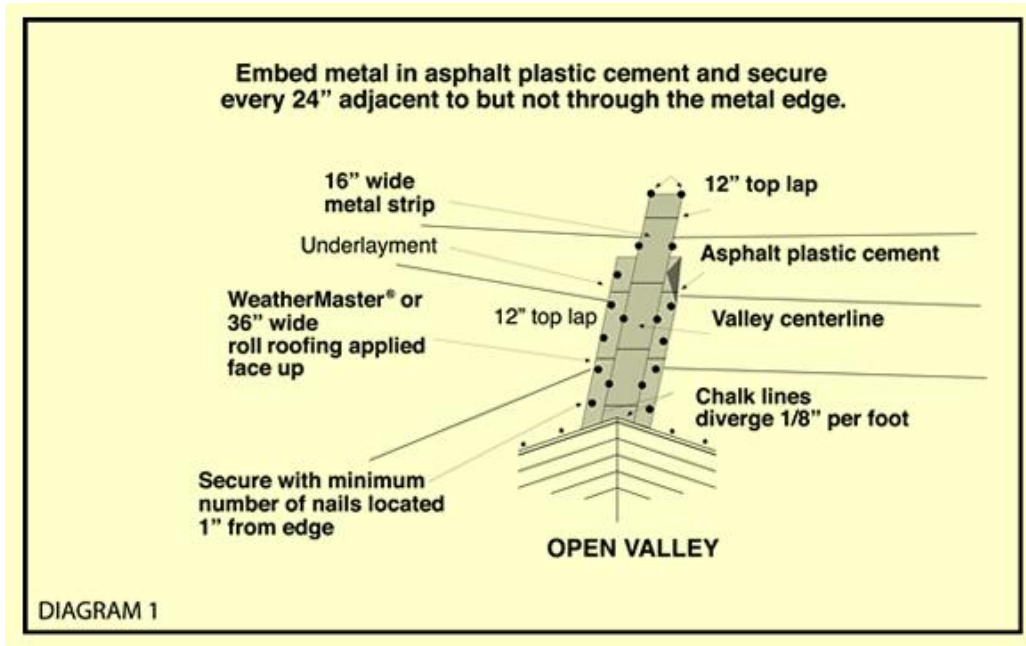 Embed metal in asphalt plastic cement and secure
every 24” adjacent to but not through the metal edge.
16” wide
metal strip
12” top lap
Underlayment
Asphalt plastic cement
WeatherMaster® or
36” wide
roll roofing applied
face up
12” top lap
Valley centerline
Chalk lines
diverge 1/8” per foot
Secure with minimum
number of nails located
1” from edge
OPEN VALLEY
DIAGRAM 1